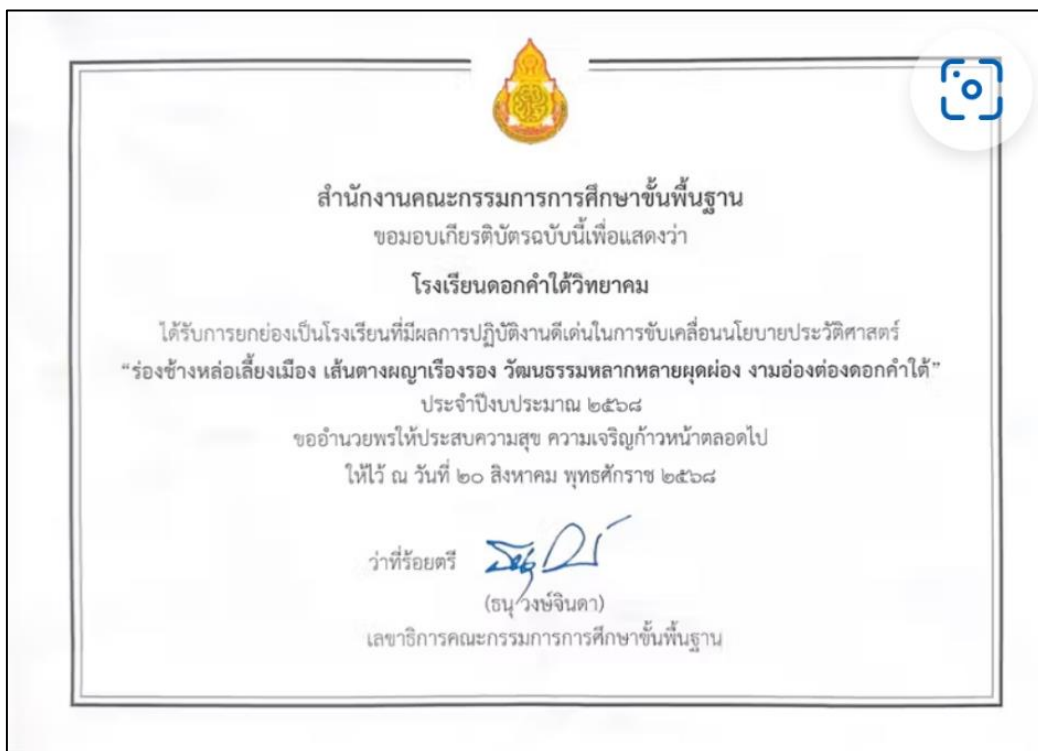 สำนักงานคณะกรรมการการศึกษาขั้นพื้นฐาน
ขอมอบเกียรติบัตรฉบับนี้เพื่อแสดงว่า
โรงเรียนดอกคำใต้วิทยาคม
ได้รับการยกย่องเป็นโรงเรียนที่มีผลการปฏิบัติงานดีเด่นในการขับเคลื่อนนโยบายประวัติศาสตร์
“ร่องช้างหล่อเลี้ยงเมือง เส้นตางผญาเรืองรอง วัฒนธรรมหลากหลายผุดผ่อง งามอ่องต่องดอกคำใต้”
ประจำปีงบประมาณ ๒๕๖๘
ขออำนวยพรให้ประสบความสุข ความเจริญก้าวหน้าตลอดไป
ให้ไว้ ณ วันที่ ๒๐ สิงหาคม พุทธศักราช ๒๕๖๘
ว่าที่ร้อยตรี
(ธนุ วงษ์จินดา)
เลขาธิการคณะกรรมการการศึกษาขั้นพื้นฐาน